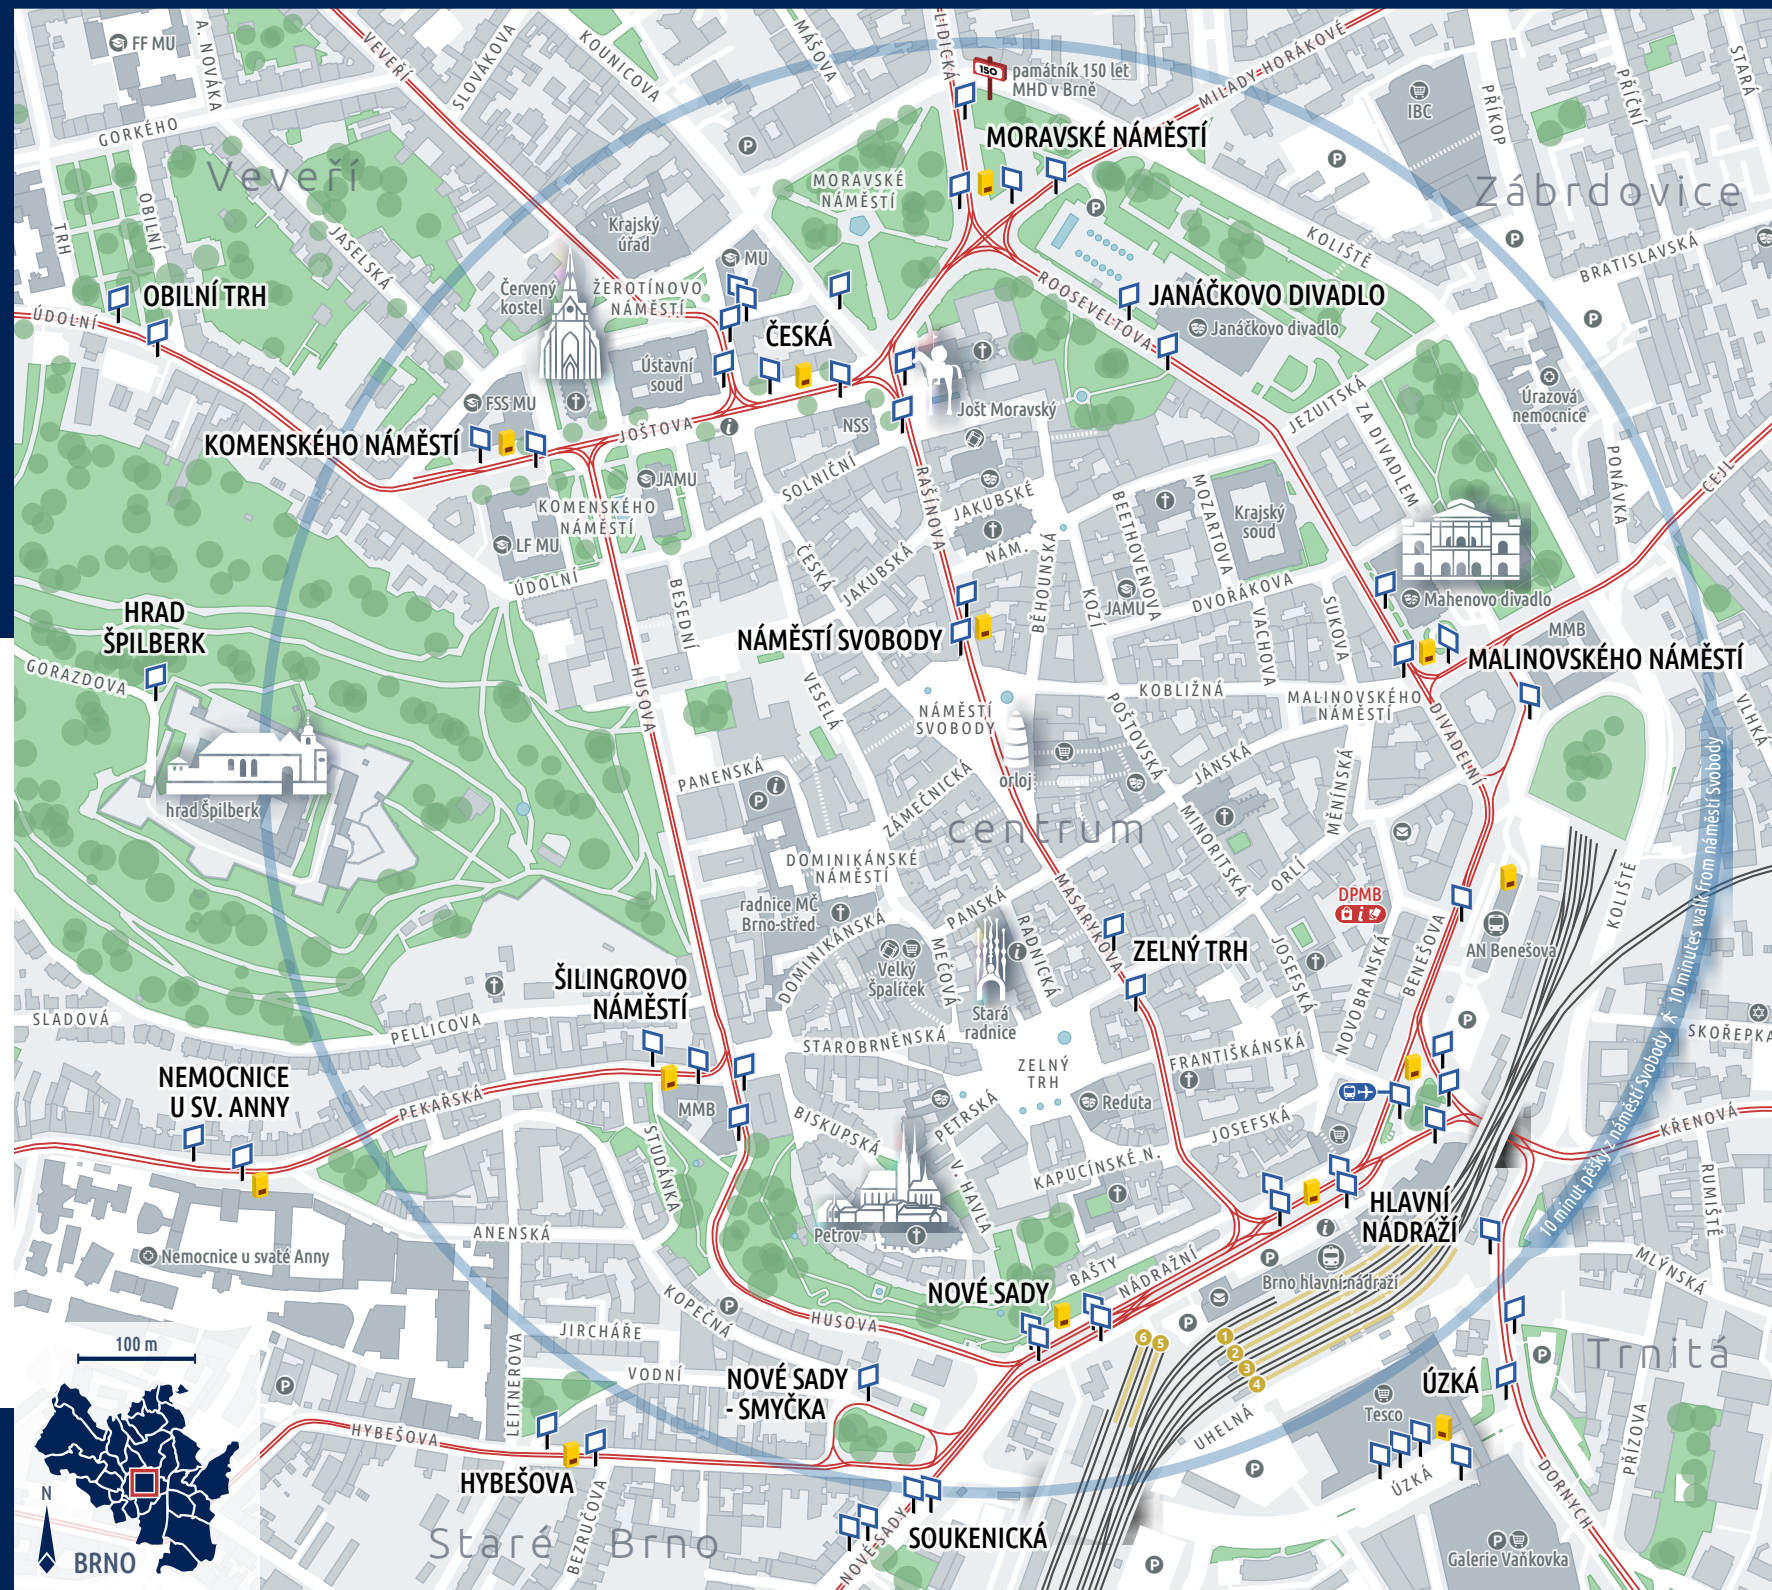 FF MU
A. NOVÁKA
VEVEŘÍ
SLOVÁKOVA
KOUNICOVA
MÁŠOVA
LIDICKÁ
150
památník 150 let
MHD v Brně
MILADY HORÁKOVÉ
IBC
PŘÍKOP
PŘÍČNÍ
STARÁ
GORKÉHO
Veveří
MORAVSKÉ NÁMĚSTÍ
Zábrdovice
MORAVSKÉ
NÁMĚSTÍ
TRH
OBILNÍ
JASELSKÁ
Krajský
úřad
MU
KOLIŠTĚ
BRATISLAVSKÁ
OBILNÍ TRH
ÚDOLNÍ
Červený
kostel
ŽEROTÍNOVO
NÁMĚSTÍ
ROOSEVELTOVA
JANÁČKOVO DIVADLO
Janáčkovo divadlo
ČESKÁ
Ústavní
soud
FSS MU
Jošt Moravský
NSS
JEZUITSKÁ
ZA DIVADLEM
Úrazová
nemocnice
KOMENSKÉHO NÁMĚSTÍ
JOŠTOVA
JAMU
SOLNIČNÍ
RAŠÍNOVA
JAKUBSKÉ
NÁM.
BEETHOVENOVA
MOZARTOVA
Krajský
soud
PONÁVKA
CEJL
KOMENSKÉHO
NÁMĚSTÍ
LF MU
ÚDOLNÍ
BESEDNÍ
ČESKÁ
JAKUBSKÁ
BĚHOUNSKÁ
KOZÍ
JAMU
DVOŘÁKOVA
VACHOVA
SUKOVA
Mahenovo divadlo
MMB
HRAD
ŠPILBERK
GORAZDOVA
HUSOVA
NÁMĚSTÍ SVOBODY
MALINOVSKÉHO NÁMĚSTÍ
VESELÁ
NÁMĚSTÍ
SVOBODY
KOBLIŽNÁ
MALINOVSKÉHO
NÁMĚSTÍ
POŠTOVSKÁ
DIVADELNÍ
VLHKÁ
PANENSKÁ
orloj
JÁNSKÁ
MĚNÍNSKÁ
hrad Špilberk
ZÁMEČNICKÁ
centrum
MINORITSKÁ
DOMINIKÁNSKÉ
NÁMĚSTÍ
MASARYKOVA
ORLÍ
KOLIŠTĚ
radnice MČ
Brno-střed
PANSKÁ
DPMB
DOMINIKÁNSKÁ
RADNICKÁ
ZELNÝ TRH
JOSEFSKÁ
NOVOBRANSKÁ
BENEŠOVA
AN Benešova
Velký
Špalíček
MEČOVÁ
ŠILINGROVO
NÁMĚSTÍ
Stará
radnice
SLADOVÁ
PELLICOVA
STAROBRNĚNSKÁ
FRANTIŠKÁNSKÁ
SKOŘEPKA
NEMOCNICE
U SV. ANNY
PEKAŘSKÁ
MMB
ZELNÝ
TRH
Reduta
BISKUPSKÁ
PETRSKÁ
JOSEFSKÁ
KŘENOVÁ
STUDÁNKA
KAPUCÍNSKÉ N.
V. HAVLA
RUMIŠTĚ
10 minut pěšky z náměstí Svobody 10 minutes walk from náměstí Svobody
HLAVNÍ
NÁDRAŽÍ
ANENSKÁ
Petrov
MLÝNSKÁ
Nemocnice u svaté Anny
BAŠTY
NÁDRAŽNÍ
Brno hlavní nádraží
NOVÉ SADY
KOPEČNÁ
HUSOVA
JIRCHÁŘE
6 5
1
2
3
4
100 m
LEITNEROVA
VODNÍ
NOVÉ SADY
- SMYČKA
ÚZKÁ
Trnitá
Tesco
HYBEŠOVA
UHELNÁ
PŘÍZOVA
HYBEŠOVA
ÚZKÁ
DORNYCH
N
BRNO
Staré Brno
BEZRUČOVA
NOVÉ SADY
SOUKENICKÁ
Galerie Vaňkovka